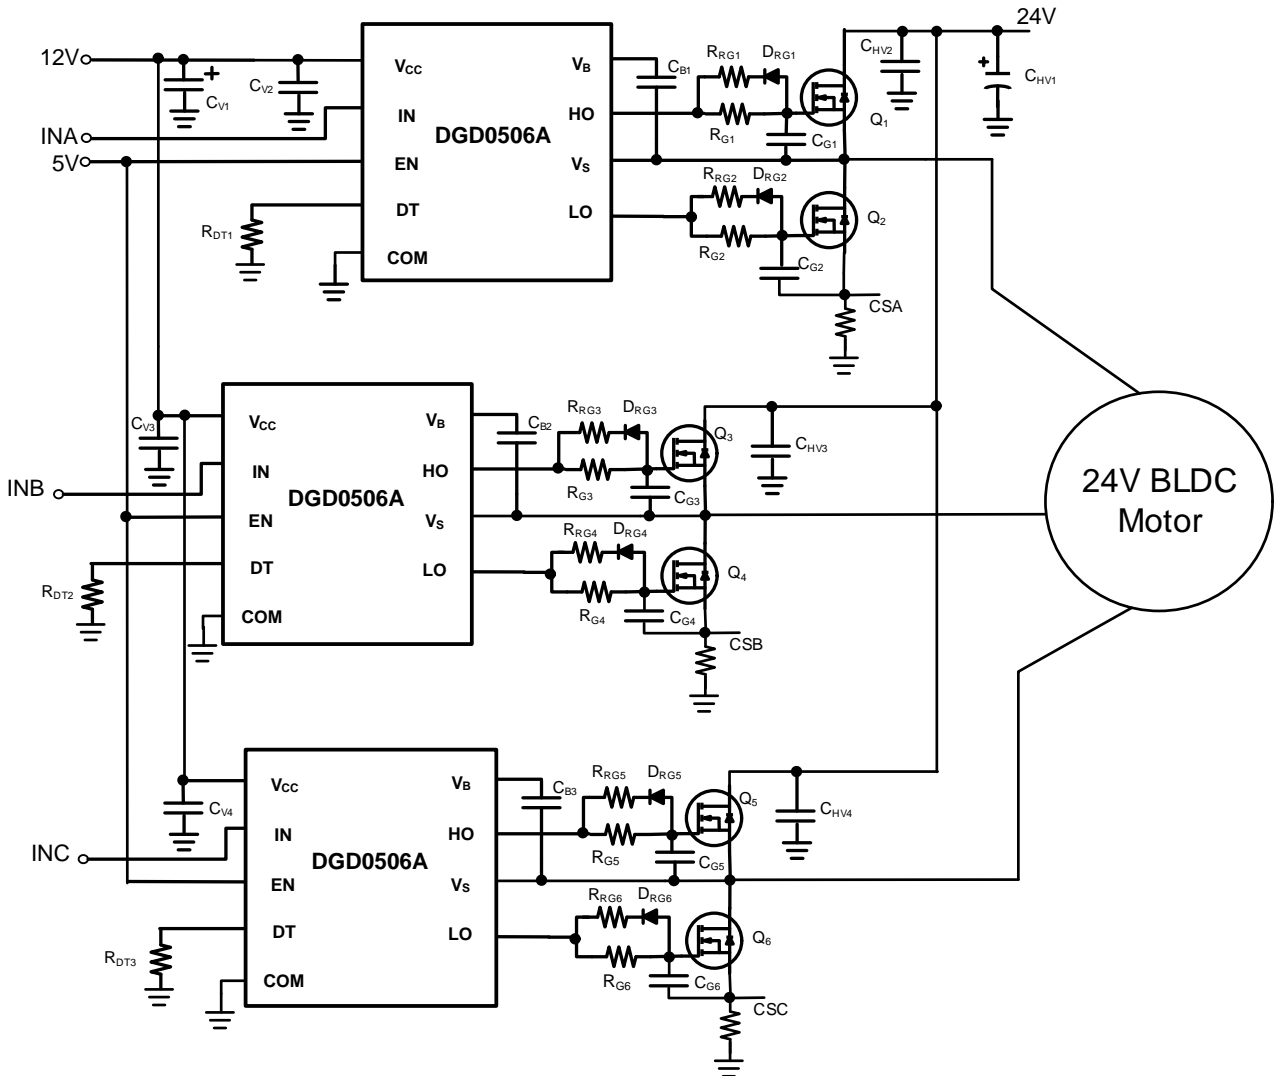 24V
12V
INA
5V
CV1
CV2
VCC
IN
EN
DT
COM
DGD0506A
VB
HO
VS
LO
RDT1
CB1
RRG1
DRG1
RG1
CG1
Q1
CHV2
CHV1
RRG2
DRG2
RG2
CG2
Q2
CSA
CV3
INB
RDT2
VCC
IN
EN
DT
COM
DGD0506A
VB
HO
VS
LO
CB2
RRG3
DRG3
RG3
CG3
Q3
CHV3
RRG4
DRG4
RG4
CG4
Q4
CSB
24V BLDC
Motor
CV4
INC
RDT3
VCC
IN
EN
DT
COM
DGD0506A
VB
HO
VS
LO
CB3
RRG5
DRG5
RG5
CG5
Q5
CHV4
RRG6
DRG6
RG6
CG6
Q6
CSC